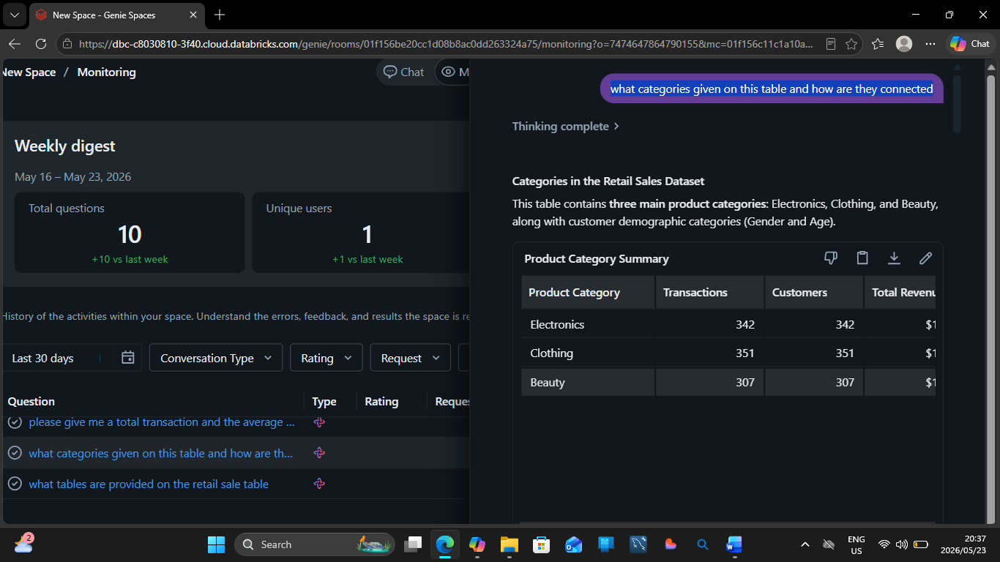 New Space - Genie Spaces
https://dbc-c8030810-3f40.cloud.databricks.com/genie/rooms/01f156be20cc1d08b8ac0dd263324a75/monitoring?o=7474647864790155&mc=01f156c11c1a10a...
Chat
New Space / Monitoring
Chat
M
Weekly digest
May 16 – May 23, 2026
Total questions
10
+10 vs last week
Unique users
1
+1 vs last week
History of the activities within your space. Understand the errors, feedback, and results the space is re
Last 30 days
Conversation Type
Rating
Request
Question Type Rating Reques
please give me a total transaction and the average ...
what categories given on this table and how are th...
what tables are provided on the retail sale table
what categories given on this table and how are they connected
Thinking complete >
Categories in the Retail Sales Dataset
This table contains three main product categories: Electronics, Clothing, and Beauty,
along with customer demographic categories (Gender and Age).
Product Category Summary
Product Category Transactions Customers Total Revenu
Electronics 342 342 $1
Clothing 351 351 $1
Beauty 307 307 $1
2
Search
ENG
US
20:37
2026/05/23